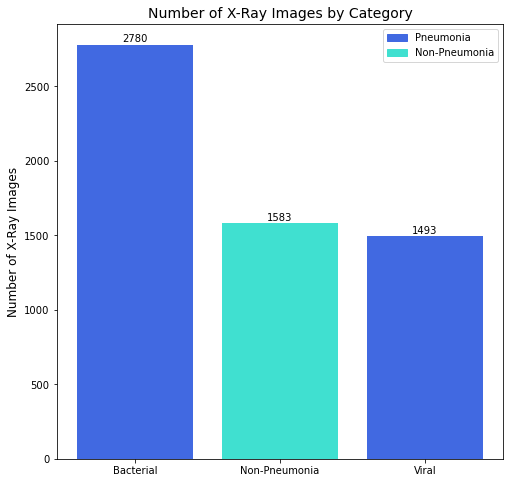 Number of X-Ray Images by Category
Pneumonia
Non-Pneumonia
2780
1583
1493
Number of X-Ray Images
2500
2000
1500
1000
500
0
Bacterial
Non-Pneumonia
Viral